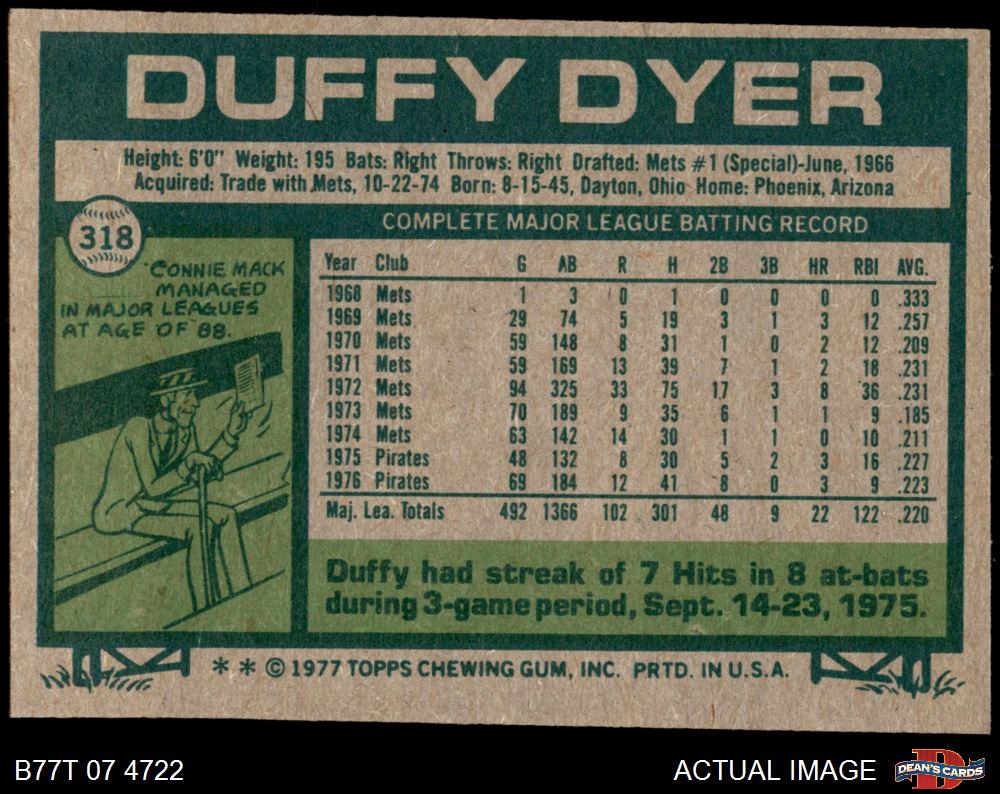 DUFFY DYER
Height: 6'0" Weight: 195 Bats: Right Throws: Right Drafted: Mets #1 (Special)-June, 1966
Acquired: Trade with Mets, 10-22-74 Born: 8-15-45, Dayton, Ohio Home: Phoenix, Arizona
318
COMPLETE MAJOR LEAGUE BATTING RECORD
CONNIE MACK
MANAGED
IN MAJOR LEAGUES
AT AGE OF 88.
Year Club G AB R H 2B 3B HR RBI AVG.
1968 Mets 1 3 0 1 0 0 0 0 .333
1969 Mets 29 74 5 19 3 1 3 12 .257
1970 Mets 59 148 8 31 1 0 2 12 .209
1971 Mets 59 169 13 39 7 1 2 18 .231
1972 Mets 94 325 33 75 17 3 8 36 .231
1973 Mets 70 189 9 35 6 1 1 9 .185
1974 Mets 63 142 14 30 1 1 0 10 .211
1975 Pirates 48 132 8 30 5 2 3 16 .227
1976 Pirates 69 184 12 41 8 0 3 9 .223
Maj. Lea. Totals 492 1366 102 301 48 9 22 122 .220
Duffy had streak of 7 Hits in 8 at-bats
during 3-game period, Sept. 14-23, 1975.
* * © 1977 TOPPS CHEWING GUM, INC. PRTD. IN U.S.A.
B77T 07 4722
ACTUAL IMAGE
D
DEAN'S CARDS